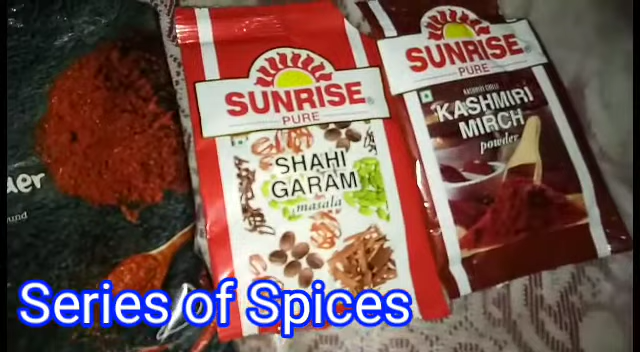 SUNRISE
PURE
SHAHI
GARAM
masala
SUNRISE
PURE
KASHMIRI
MIRCH
powder
Series of Spices